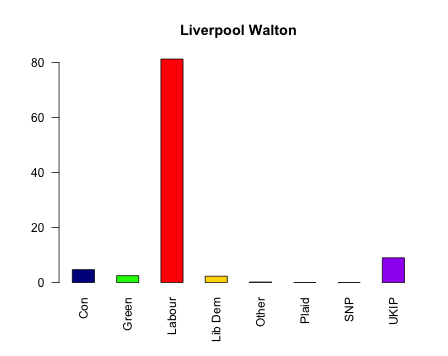 Liverpool Walton
80
60
40
20
0
Con
Green
Labour
Lib Dem
Other
Plaid
SNP
UKIP